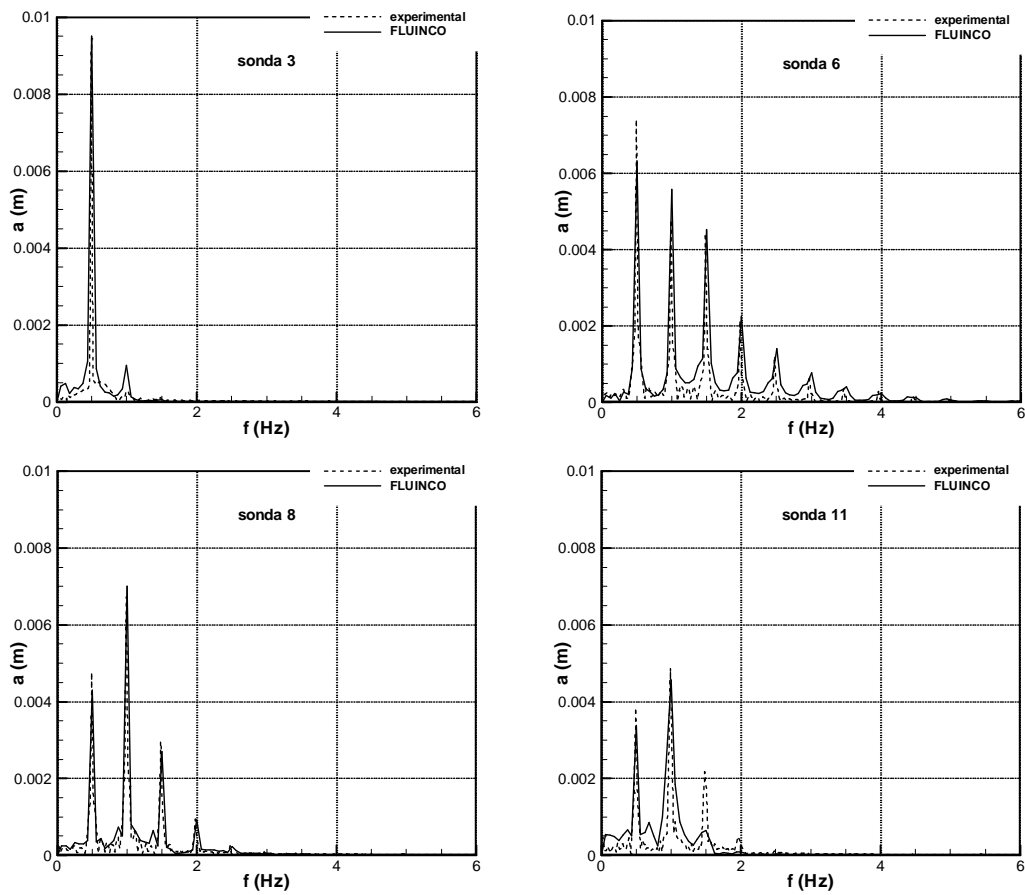 experimental
FLUINCO
sonda 3
a (m)
0.01
0.008
0.006
0.004
0.002
0
0 2 4 6
f (Hz)
experimental
FLUINCO
sonda 6
a (m)
0.01
0.008
0.006
0.004
0.002
0
0 2 4 6
f (Hz)
experimental
FLUINCO
sonda 8
a (m)
0.01
0.008
0.006
0.004
0.002
0
0 2 4 6
f (Hz)
experimental
FLUINCO
sonda 11
a (m)
0.01
0.008
0.006
0.004
0.002
0
0 2 4 6
f (Hz)